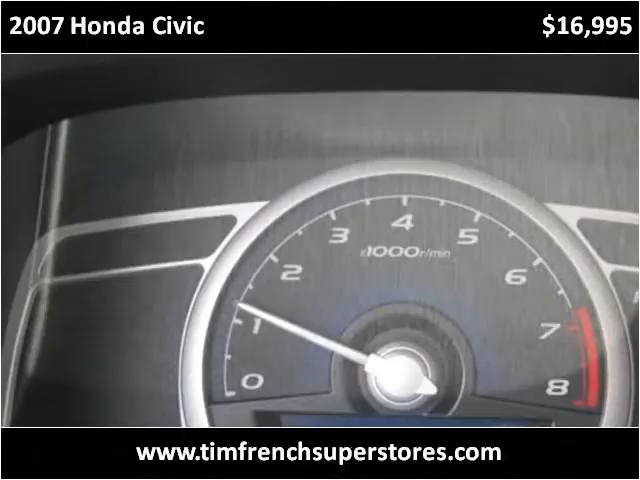 2007 Honda Civic $16,995
4
3 5
x1000r/min
2 6
1 7
0 8
www.timfrenchsuperstores.com